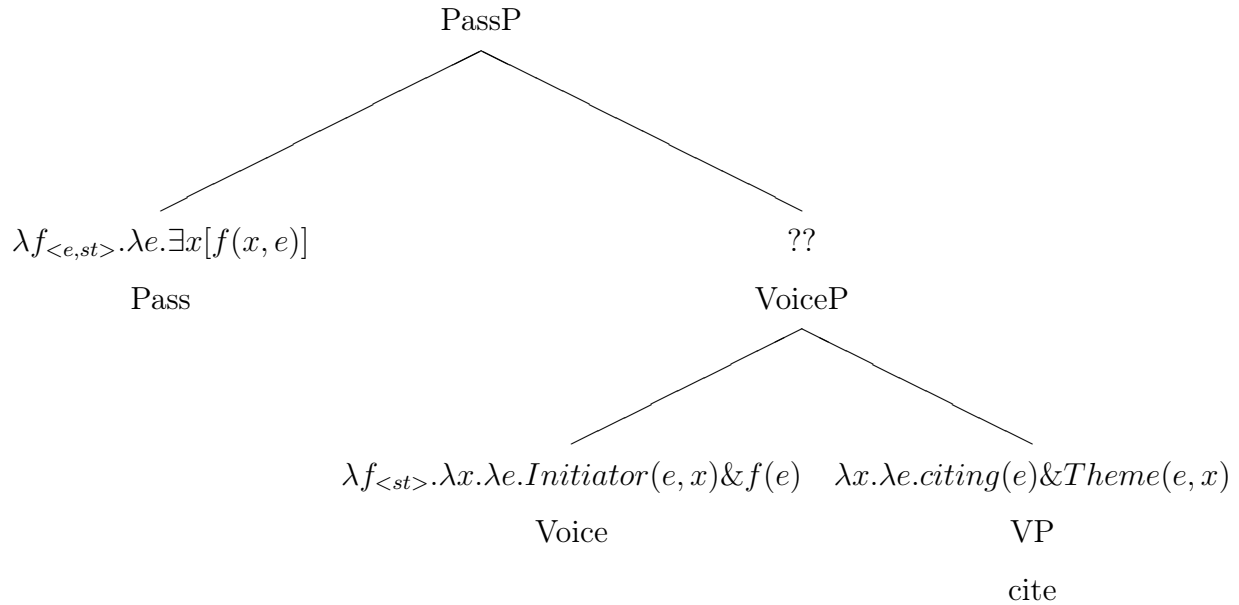 PassP
λf<e,st>.λe.∃x[f(x, e)]
??
Pass
VoiceP
λf<st>.λx.λe.Initiator(e, x)&f(e)
λx.λe.citing(e)&Theme(e, x)
Voice
VP
cite